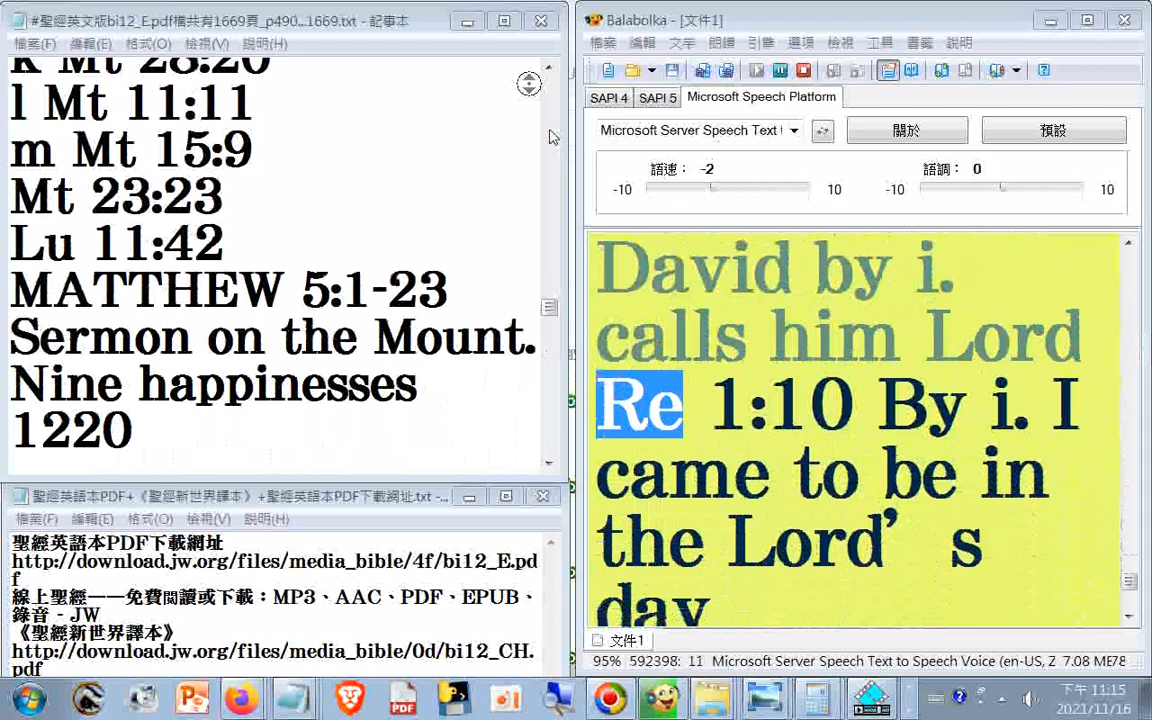 #聖經英文版bi12_E.pdf檔共有1669頁_p490...1669.txt - 記事本
檔案(F) 編輯(E) 格式(O) 檢視(V) 說明(H)
k Mt 28:20
l Mt 11:11
m Mt 15:9
Mt 23:23
Lu 11:42
MATTHEW 5:1-23
Sermon on the Mount.
Nine happinesses
1220
聖經英語本PDF+《聖經新世界譯本》+聖經英語本PDF下載網址.txt - ...
檔案(F) 編輯(E) 格式(O) 檢視(V) 說明(H)
聖經英語本PDF下載網址
http://download.jw.org/files/media_bible/4f/bi12_E.pd
f
線上聖經——免費閱讀或下載：MP3、AAC、PDF、EPUB、
錄音 - JW
《聖經新世界譯本》
http://download.jw.org/files/media_bible/0d/bi12_CH.
pdf
Balabolka - [文件1]
檔案 編輯 文字 朗讀 引擎 選項 檢視 工具 書籤 說明
SAPI 4 SAPI 5 Microsoft Speech Platform
Microsoft Server Speech Text
關於 預設
語速： -2 語調： 0
-10 10 -10 10
David by i.
calls him Lord
Re 1:10 By i. I
came to be in
the Lord’s
day
文件1
95% 592398: 11 Microsoft Server Speech Text to Speech Voice (en-US, Z 7.08 ME78
下午 11:15
2021/11/16